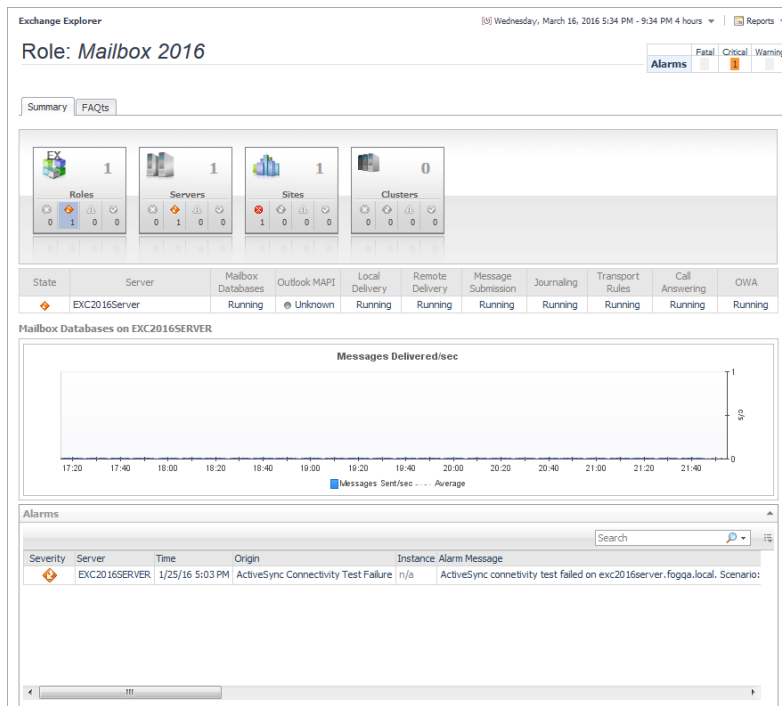 Exchange Explorer
Wednesday, March 16, 2016 5:34 PM - 9:34 PM 4 hours
Reports
Role: Mailbox 2016
Fatal Critical Warning
Alarms 1
Summary FAQts
EX
1 1 1 0
Roles Servers Sites Clusters
0 1 0 0 0 1 0 0 1 0 0 0 0 0 0 0
State Server Mailbox Databases Outlook MAPI Local Delivery Remote Delivery Message Submission Journaling Transport Rules Call Answering OWA
EXC2016Server Running Unknown Running Running Running Running Running Running Running
Mailbox Databases on EXC2016SERVER
Messages Delivered/sec
1
c/s
0
17:20 17:40 18:00 18:20 18:40 19:00 19:20 19:40 20:00 20:20 20:40 21:00 21:20 21:40
Messages Sent/sec Average
Alarms
Search
Severity Server Time Origin Instance Alarm Message
EXC2016SERVER 1/25/16 5:03 PM ActiveSync Connectivity Test Failure n/a ActiveSync connetivity test failed on exc2016server.fogqa.local. Scenario: